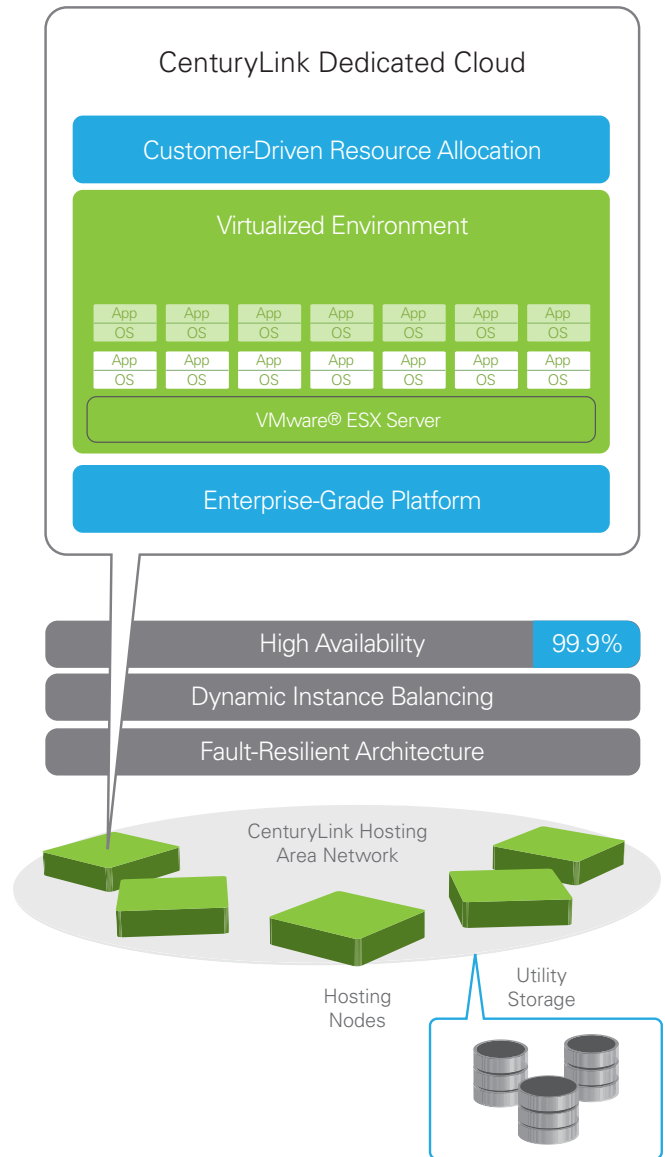 CenturyLink Dedicated Cloud
Customer-Driven Resource Allocation
Virtualized Environment
App App App App App App App
OS OS OS OS OS OS OS
App App App App App App App
OS OS OS OS OS OS OS
VMware® ESX Server
Enterprise-Grade Platform
High Availability 99.9%
Dynamic Instance Balancing
Fault-Resilient Architecture
CenturyLink Hosting
Area Network
Hosting
Nodes
Utility
Storage